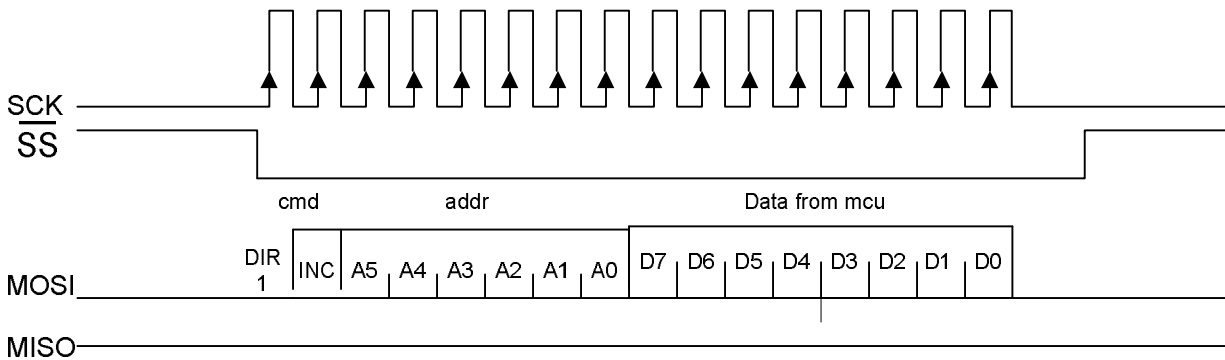 SCK
SS
cmd addr Data from mcu
DIR
1
INC A5 A4 A3 A2 A1 A0 D7 D6 D5 D4 D3 D2 D1 D0
MOSI
MISO